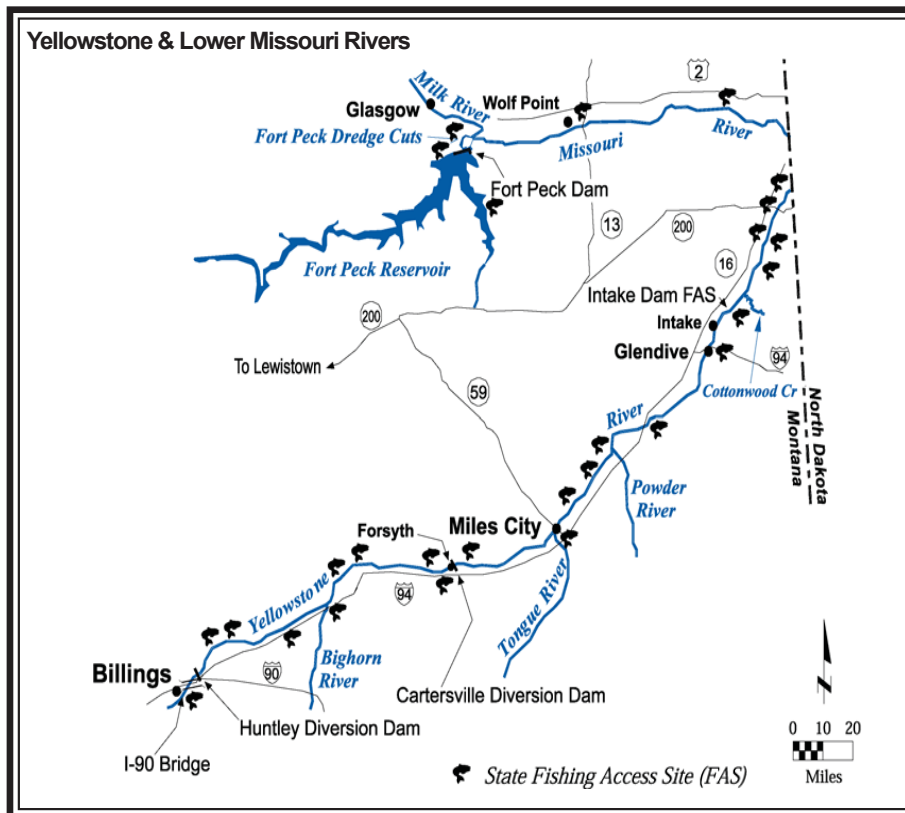 Yellowstone & Lower Missouri Rivers
2
Milk River
Glasgow
Wolf Point
Fort Peck Dredge Cuts
Missouri
River
Fort Peck Dam
13
200
Fort Peck Reservoir
16
Intake Dam FAS
200
Intake
To Lewistown
Glendive
94
59
Cottonwood Cr
River
North Dakota
Montana
Powder
River
Miles City
Forsyth
Yellowstone
94
Tongue River
Billings
90
Bighorn
River
Cartersville Diversion Dam
Huntley Diversion Dam
I-90 Bridge
N
0 10 20
Miles
State Fishing Access Site (FAS)